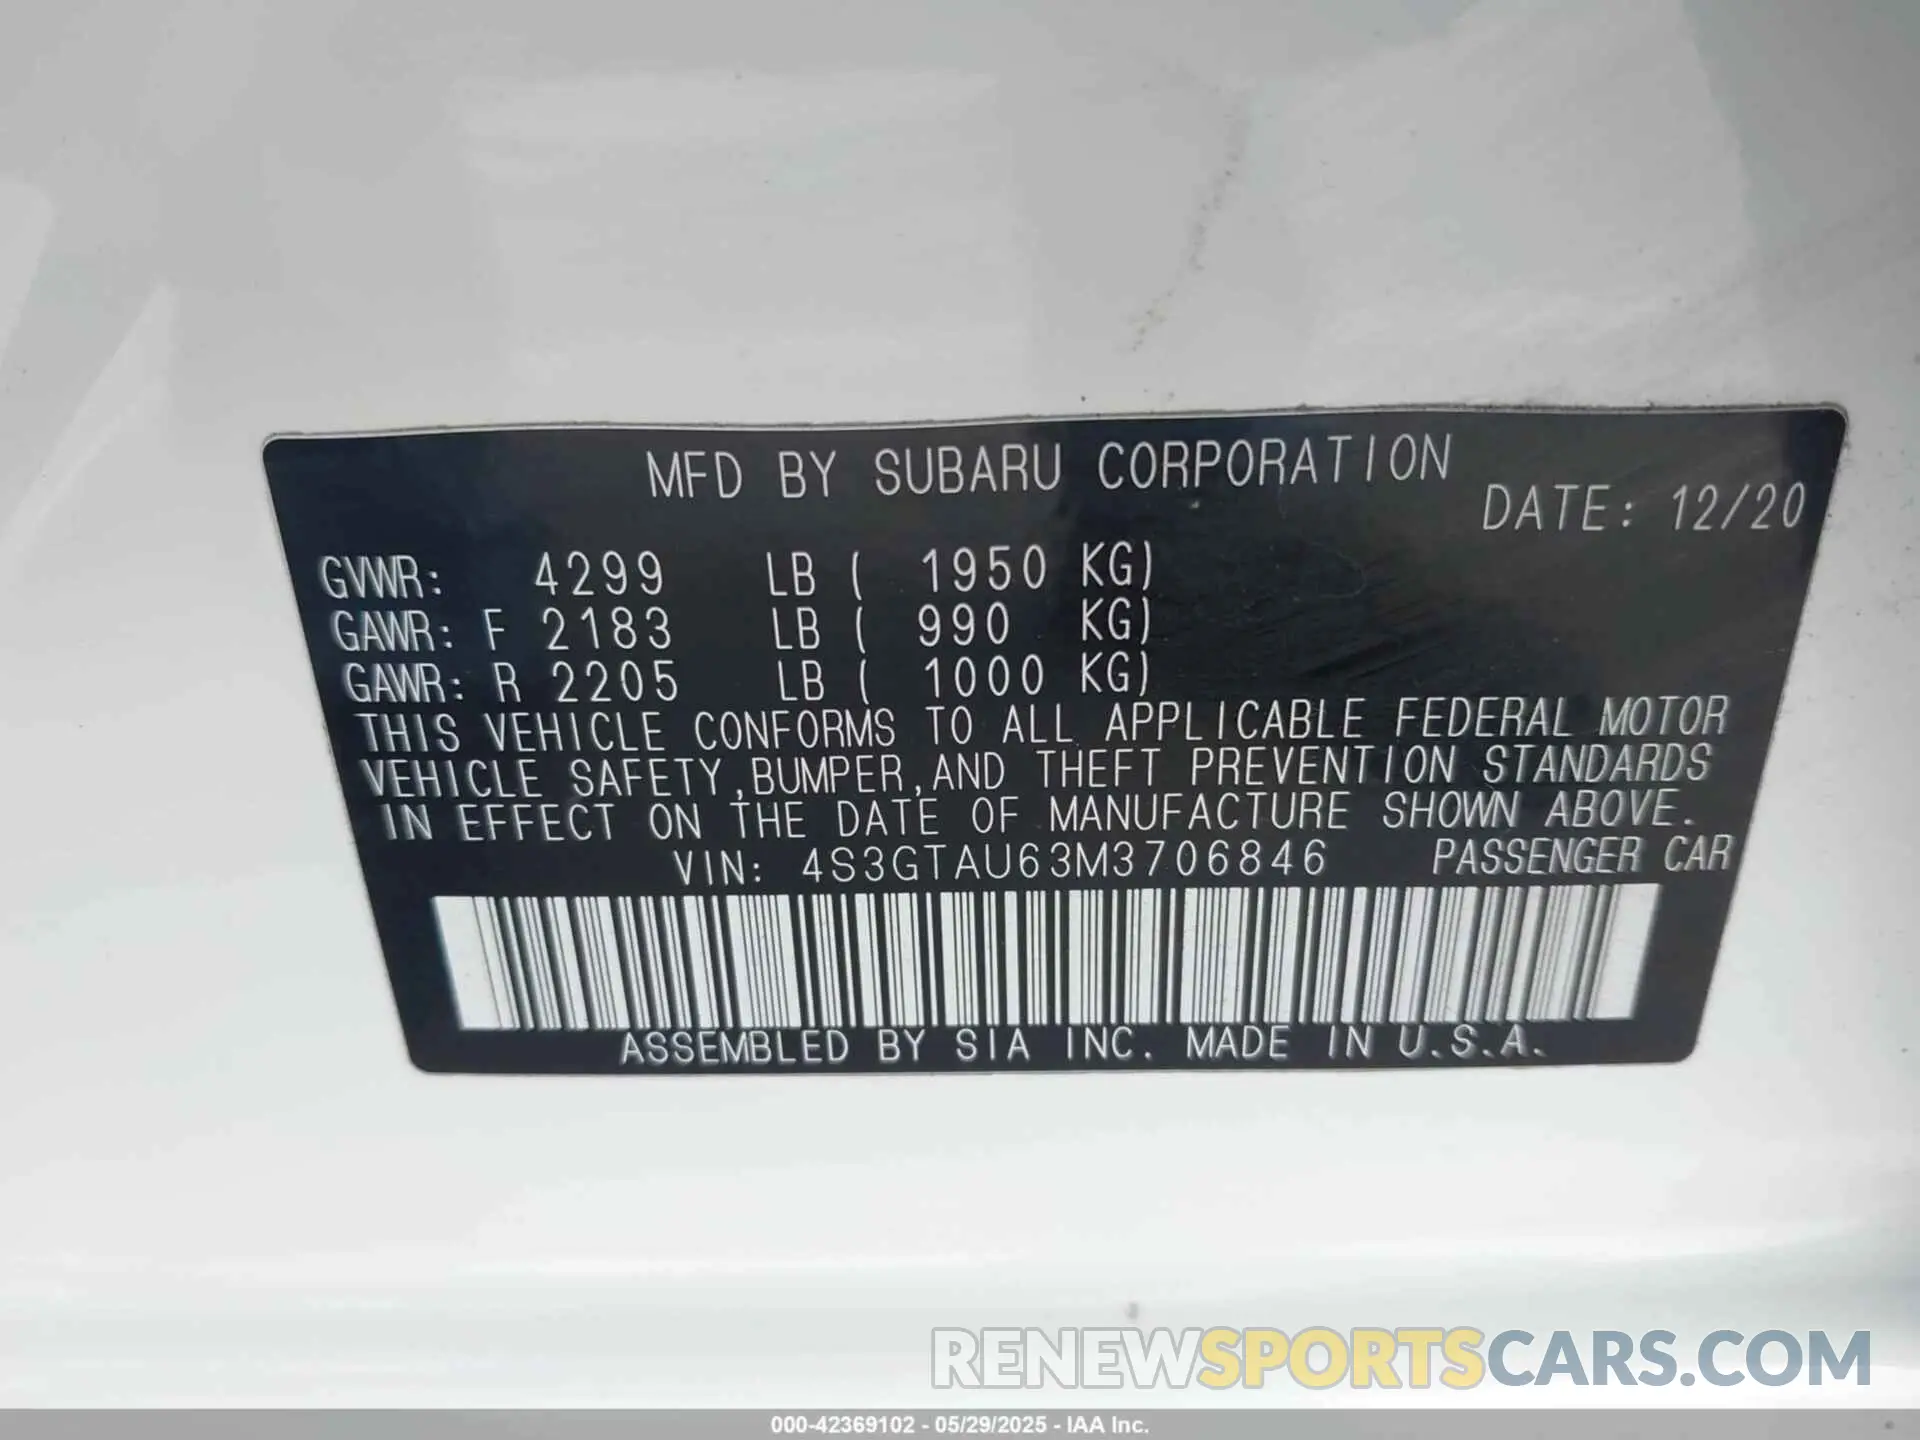 MFD BY SUBARU CORPORATION
DATE: 12/20
GVWR: 4299 LB ( 1950 KG)
GAWR: F 2183 LB ( 990 KG)
GAWR: R 2205 LB ( 1000 KG)
THIS VEHICLE CONFORMS TO ALL APPLICABLE FEDERAL MOTOR
VEHICLE SAFETY,BUMPER,AND THEFT PREVENTION STANDARDS
IN EFFECT ON THE DATE OF MANUFACTURE SHOWN ABOVE.
VIN: 4S3GTAU63M3706846 PASSENGER CAR
ASSEMBLED BY SIA INC. MADE IN U.S.A.
RENEWSPORTSCARS.COM
000-42369102 - 05/29/2025 - IAA Inc.